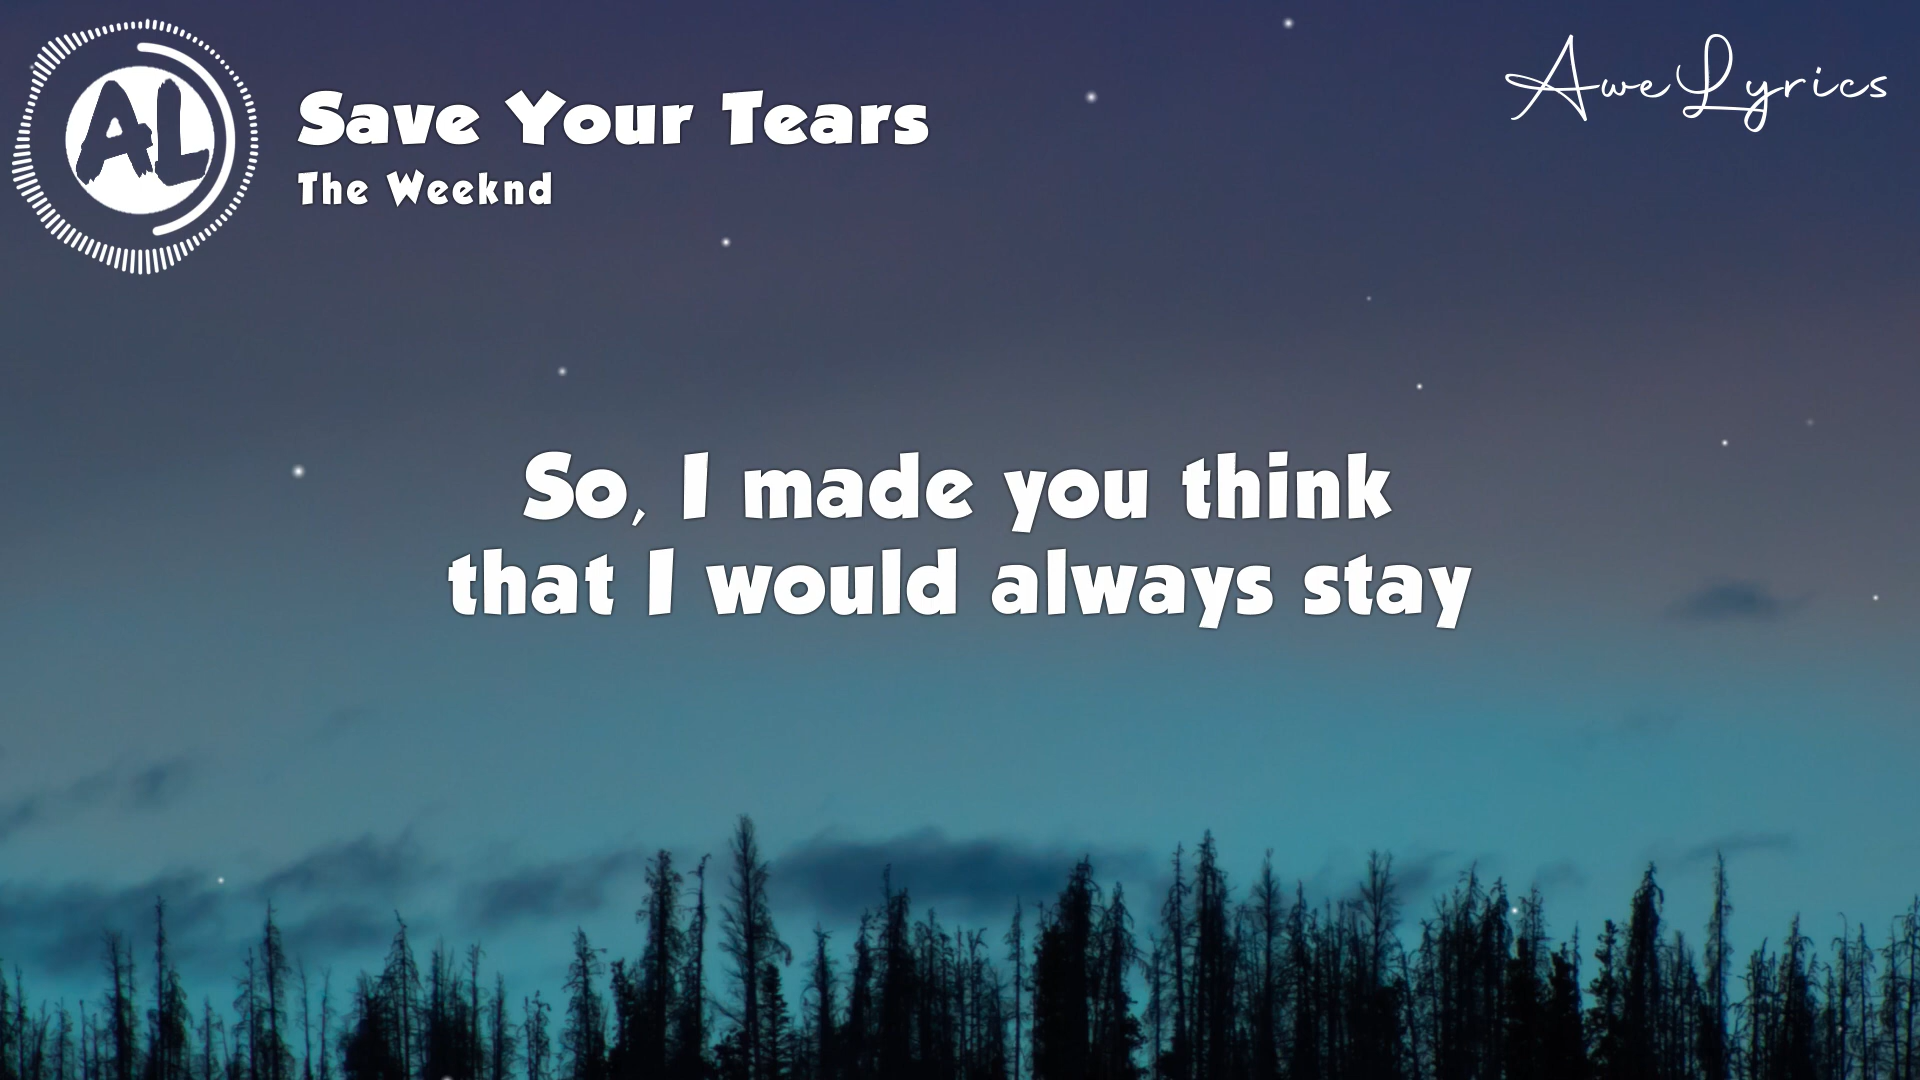 AL
Save Your Tears
The Weeknd
AweLyrics
So, I made you think
that I would always stay